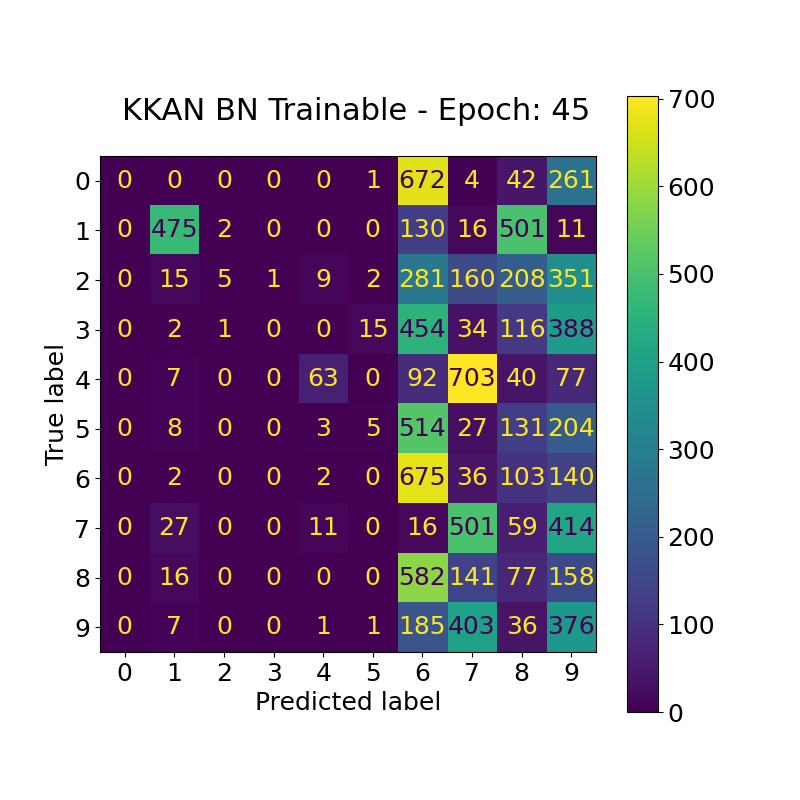 KKAN BN Trainable - Epoch: 45
700
0 0 0 0 0 0 1 672 4 42 261
600
1 0 475 2 0 0 0 130 16 501 11
2 0 15 5 1 9 2 281 160 208 351
500
3 0 2 1 0 0 15 454 34 116 388
400
4 0 7 0 0 63 0 92 703 40 77
True label
5 0 8 0 0 3 5 514 27 131 204
300
6 0 2 0 0 2 0 675 36 103 140
200
7 0 27 0 0 11 0 16 501 59 414
8 0 16 0 0 0 0 582 141 77 158
100
9 0 7 0 0 1 1 185 403 36 376
0 1 2 3 4 5 6 7 8 9
Predicted label
0